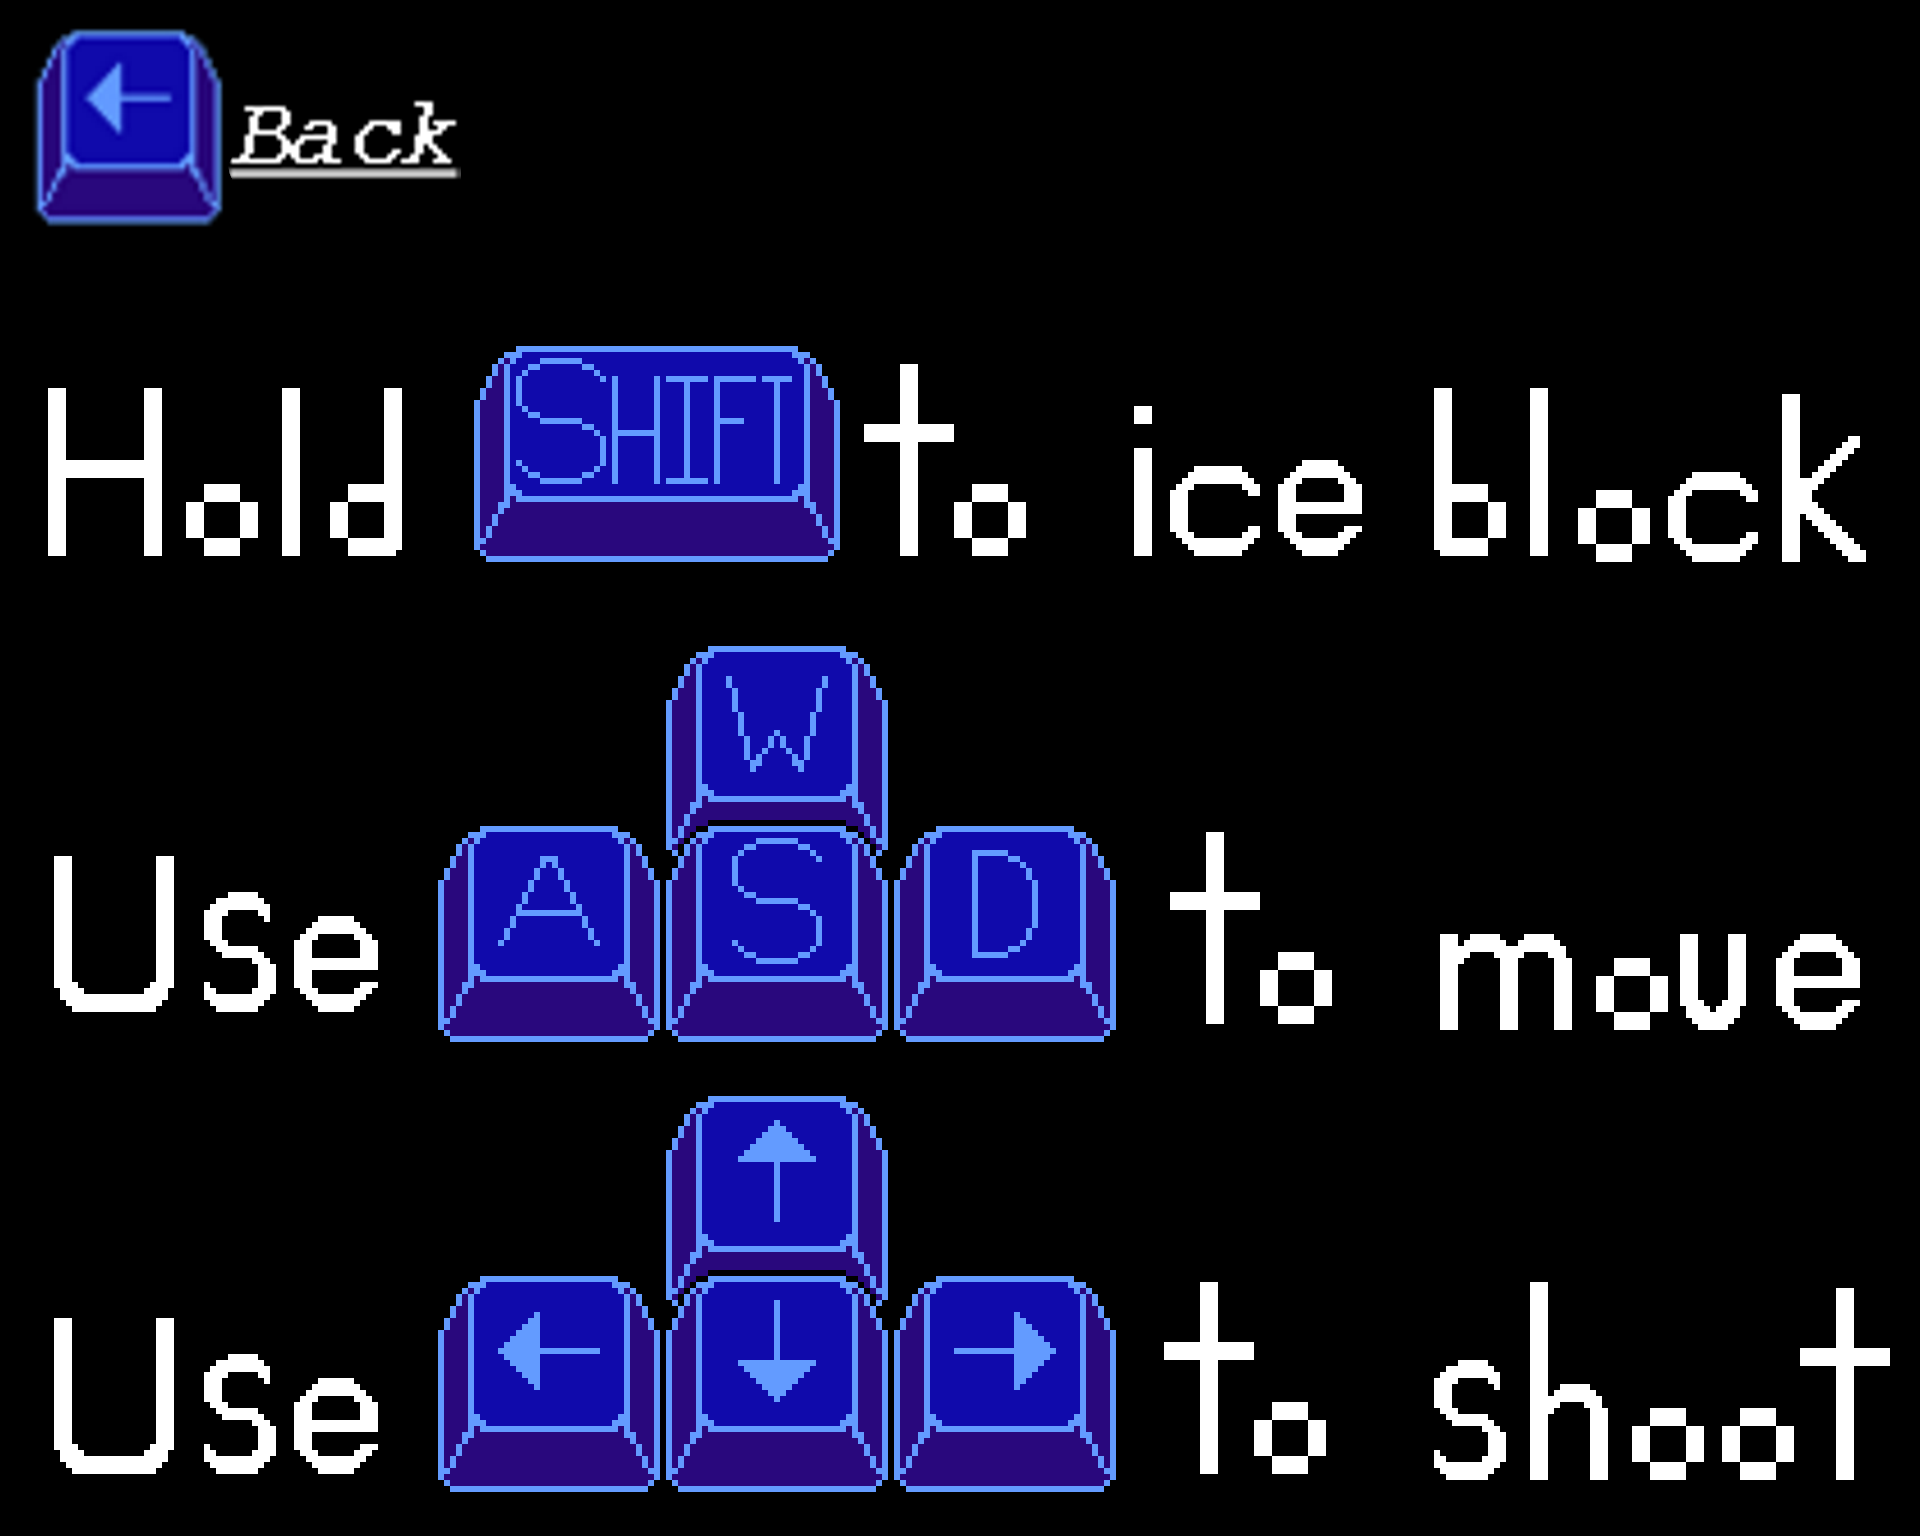 ← Back
Hold SHIFT to ice block
W
Use A S D to move
↑
Use ← ↓ → to shoot